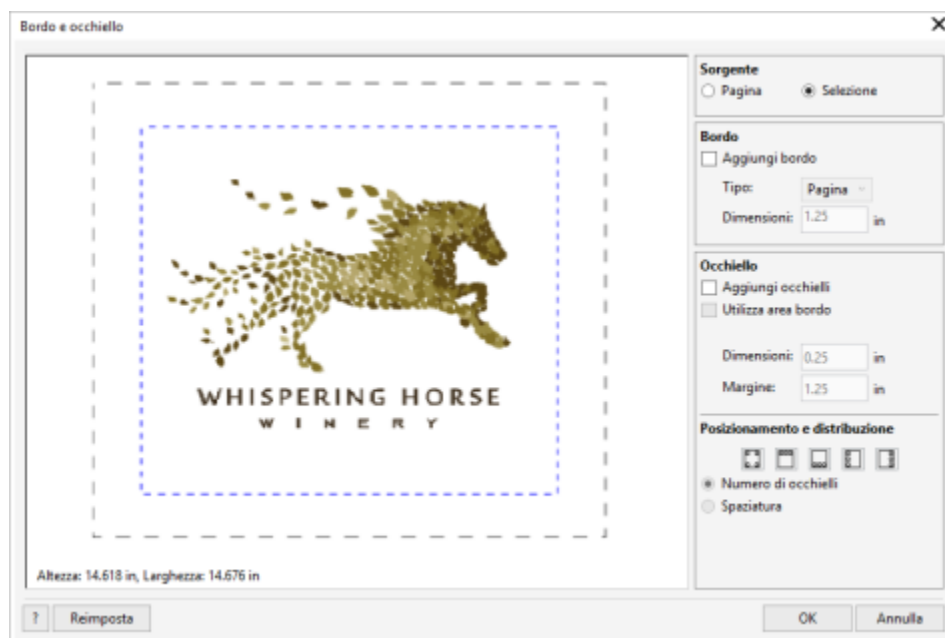 Bordo e occhiello
Sorgente
Pagina
Selezione
Bordo
Aggiungi bordo
Tipo: Pagina
Dimensioni: 1.25 in
Occhiello
Aggiungi occhielli
Utilizza area bordo
Dimensioni: 0.25 in
Margine: 1.25 in
Posizionamento e distribuzione
Numero di occhielli
Spaziatura
WHISPERING HORSE
WINERY
Altezza: 14.618 in, Larghezza: 14.676 in
? Reimposta
OK
Annulla